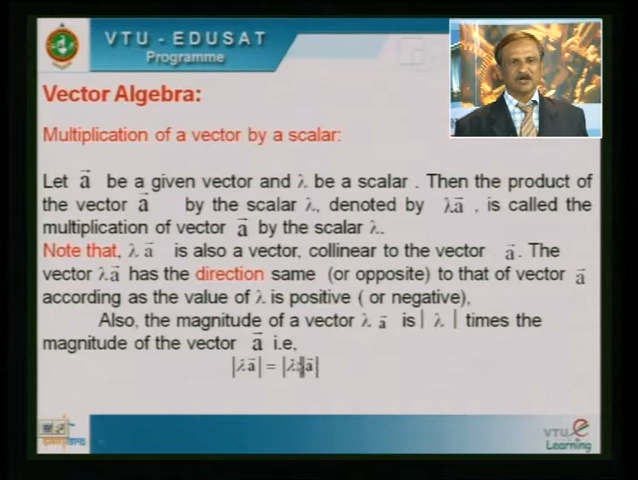 VTU - EDUSAT
Programme
Vector Algebra:
Multiplication of a vector by a scalar:
Let a⃗ be a given vector and λ be a scalar . Then the product of
the vector a⃗ by the scalar λ, denoted by λa⃗ , is called the
multiplication of vector a⃗ by the scalar λ.
Note that, λ a⃗ is also a vector, collinear to the vector a⃗. The
vector λa⃗ has the direction same (or opposite) to that of vector a⃗
according as the value of λ is positive ( or negative),
Also, the magnitude of a vector λ a⃗ is | λ | times the
magnitude of the vector a⃗ i.e,
|λa⃗| = |λ||a⃗|
VTU e
Learning